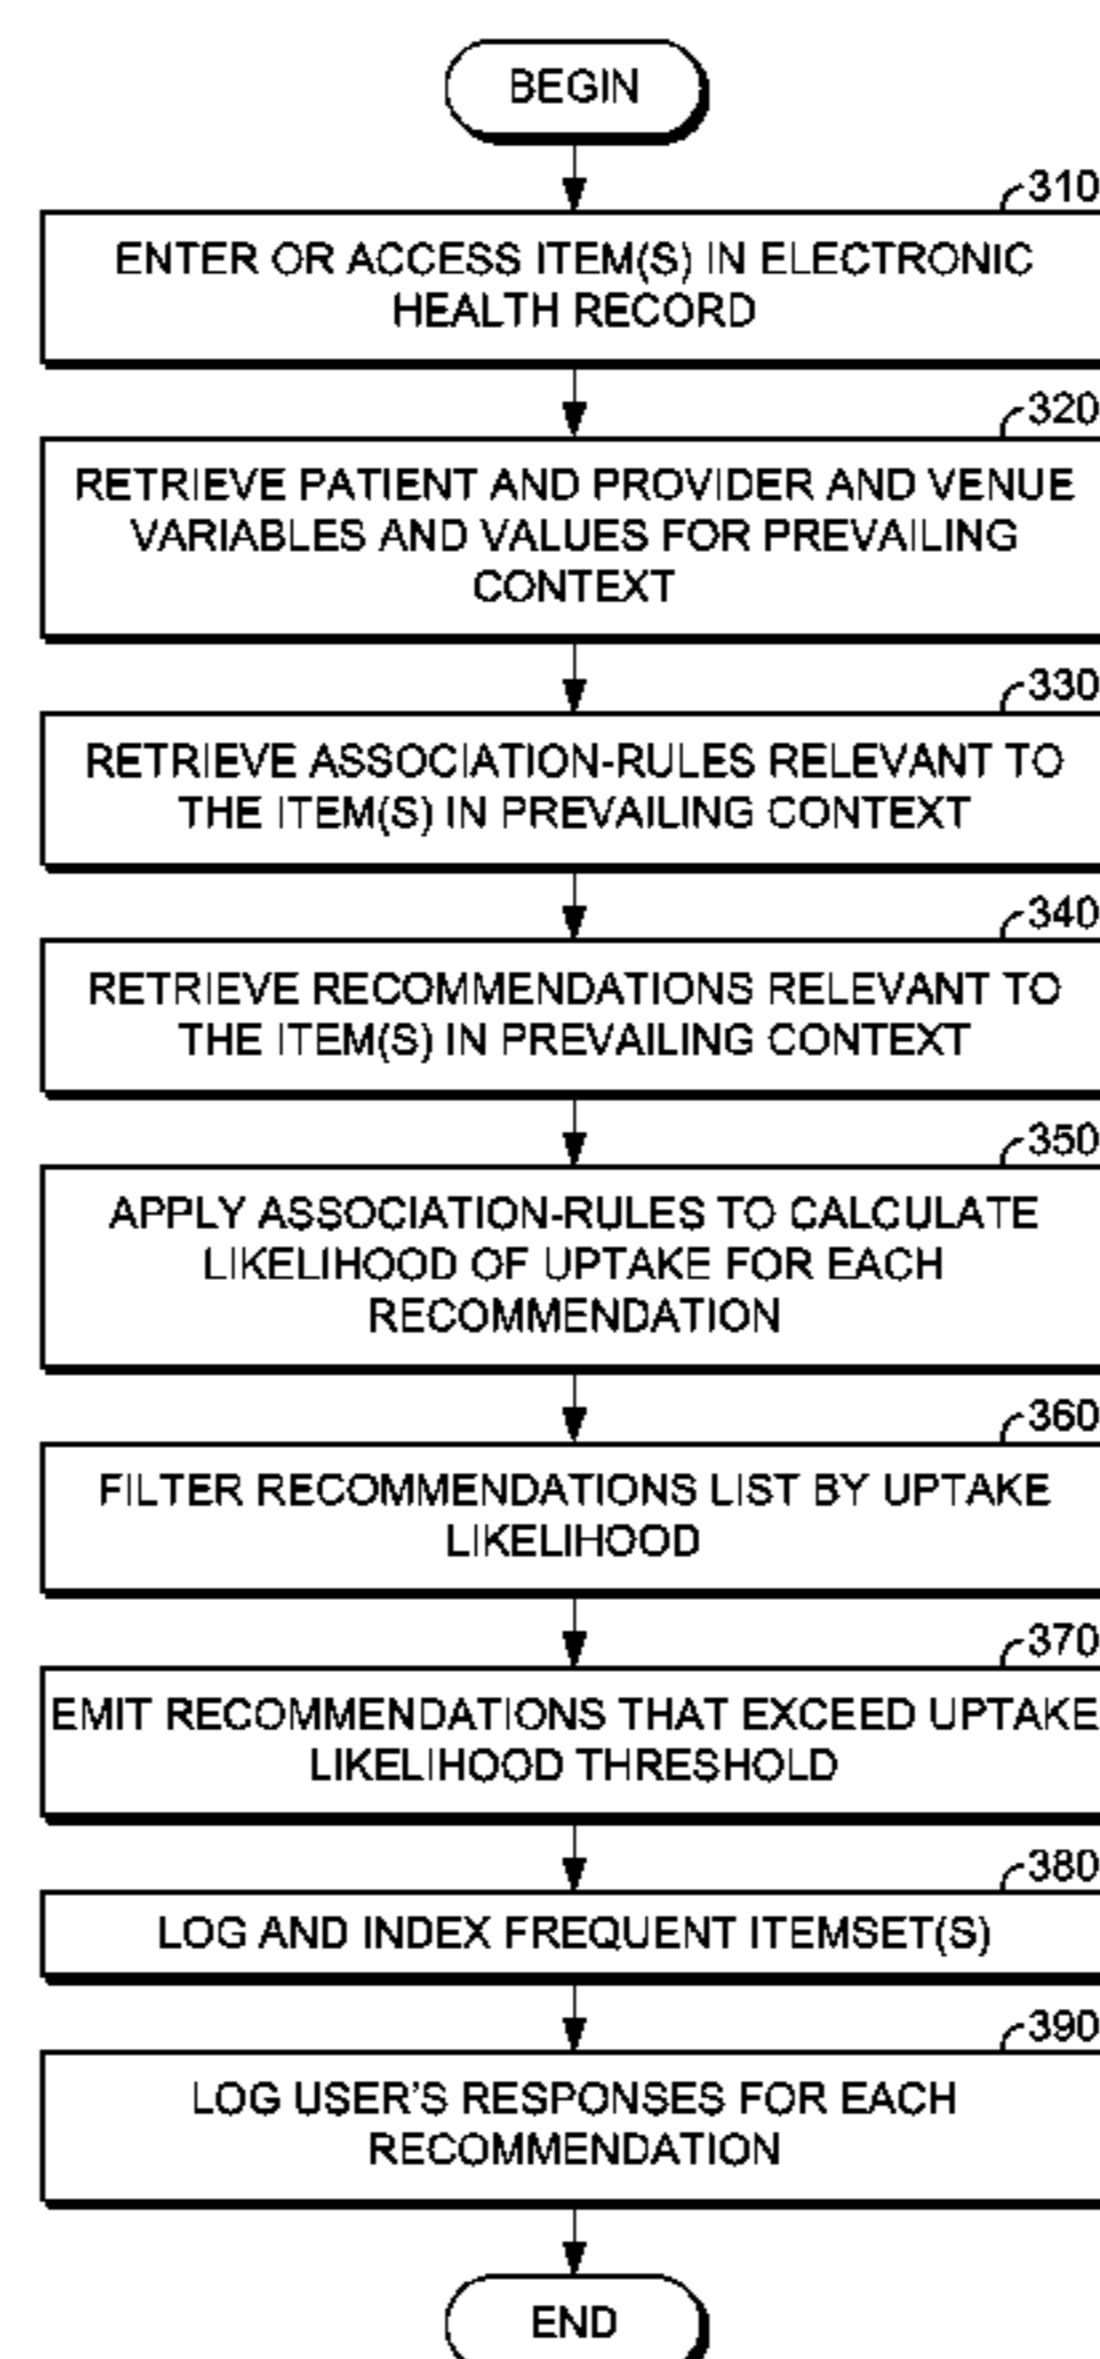 BEGIN
310
ENTER OR ACCESS ITEM(S) IN ELECTRONIC
HEALTH RECORD
320
RETRIEVE PATIENT AND PROVIDER AND VENUE
VARIABLES AND VALUES FOR PREVAILING
CONTEXT
330
RETRIEVE ASSOCIATION-RULES RELEVANT TO
THE ITEM(S) IN PREVAILING CONTEXT
340
RETRIEVE RECOMMENDATIONS RELEVANT TO
THE ITEM(S) IN PREVAILING CONTEXT
350
APPLY ASSOCIATION-RULES TO CALCULATE
LIKELIHOOD OF UPTAKE FOR EACH
RECOMMENDATION
360
FILTER RECOMMENDATIONS LIST BY UPTAKE
LIKELIHOOD
370
EMIT RECOMMENDATIONS THAT EXCEED UPTAKE
LIKELIHOOD THRESHOLD
380
LOG AND INDEX FREQUENT ITEMSET(S)
390
LOG USER'S RESPONSES FOR EACH
RECOMMENDATION
END